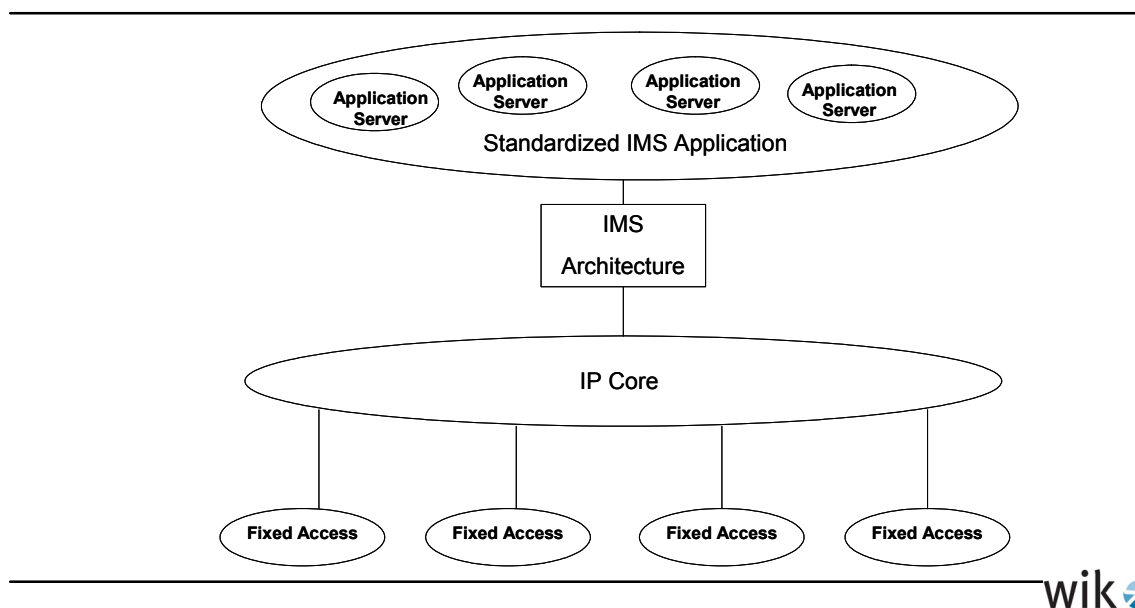 Application Server
Application Server
Application Server
Application Server
Standardized IMS Application
IMS
Architecture
IP Core
Fixed Access
Fixed Access
Fixed Access
Fixed Access
wik